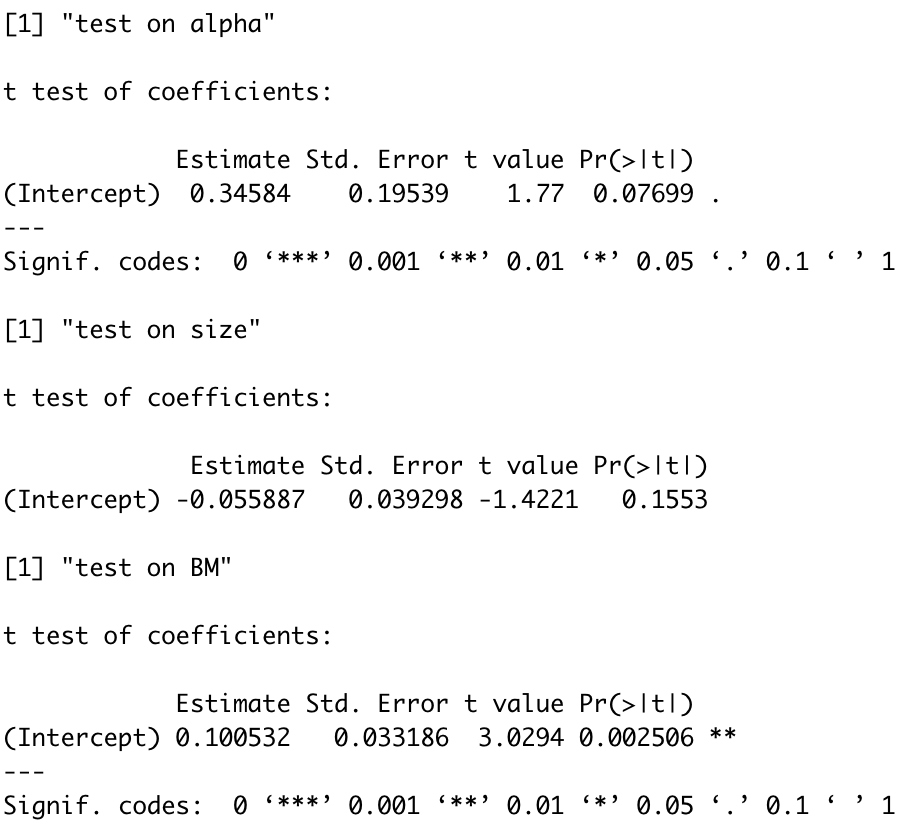 [1] "test on alpha"
t test of coefficients:
Estimate Std. Error t value Pr(>|t|)
(Intercept) 0.34584 0.19539 1.77 0.07699 .
---
Signif. codes: 0 ‘***’ 0.001 ‘**’ 0.01 ‘*’ 0.05 ‘.’ 0.1 ‘ ’ 1
[1] "test on size"
t test of coefficients:
Estimate Std. Error t value Pr(>|t|)
(Intercept) -0.055887 0.039298 -1.4221 0.1553
[1] "test on BM"
t test of coefficients:
Estimate Std. Error t value Pr(>|t|)
(Intercept) 0.100532 0.033186 3.0294 0.002506 **
---
Signif. codes: 0 ‘***’ 0.001 ‘**’ 0.01 ‘*’ 0.05 ‘.’ 0.1 ‘ ’ 1